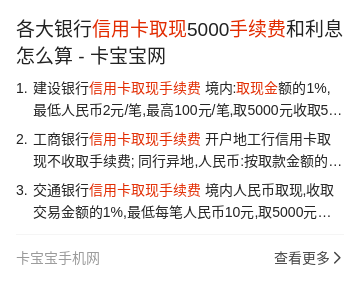 各大银行信用卡取现5000手续费和利息
怎么算 - 卡宝宝网
1. 建设银行信用卡取现手续费 境内:取现金额的1%,
最低人民币2元/笔,最高100元/笔,取5000元收取5...
2. 工商银行信用卡取现手续费 开户地工行信用卡取
现不收取手续费; 同行异地,人民币:按取款金额的...
3. 交通银行信用卡取现手续费 境内人民币取现,收取
交易金额的1%,最低每笔人民币10元,取5000元...
卡宝宝手机网
查看更多